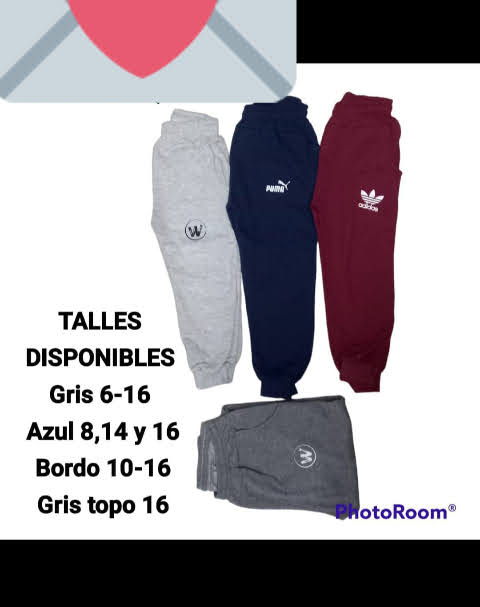 W
PUMA
adidas
TALLES
DISPONIBLES
Gris 6-16
Azul 8,14 y 16
Bordo 10-16
Gris topo 16
W
PhotoRoom®